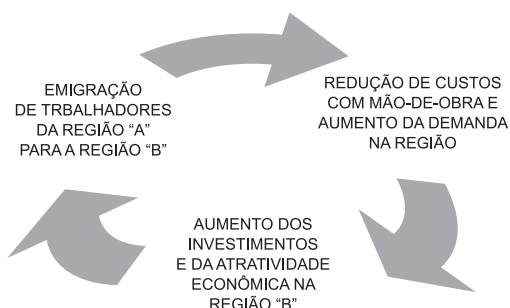 EMIGRAÇÃO
DE TRBALHADORES
DA REGIÃO “A”
PARA A REGIÃO “B”
REDUÇÃO DE CUSTOS
COM MÃO-DE-OBRA E
AUMENTO DA DEMANDA
NA REGIÃO
AUMENTO DOS
INVESTIMENTOS
E DA ATRATIVIDADE
ECONÔMICA NA
REGIÃO “B”